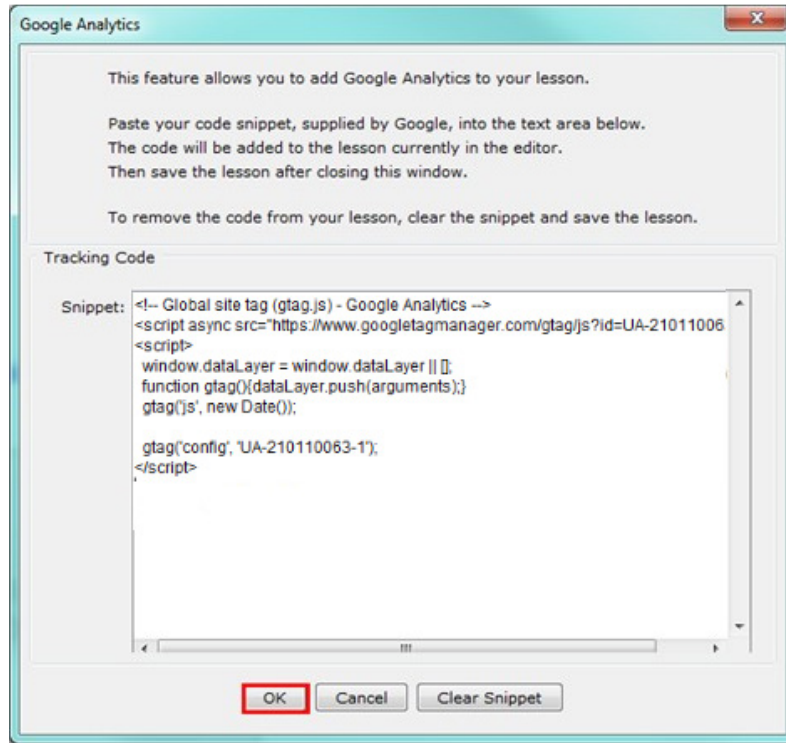 Google Analytics
This feature allows you to add Google Analytics to your lesson.
Paste your code snippet, supplied by Google, into the text area below.
The code will be added to the lesson currently in the editor.
Then save the lesson after closing this window.
To remove the code from your lesson, clear the snippet and save the lesson.
Tracking Code
Snippet:
<!-- Global site tag (gtag.js) - Google Analytics -->
<script async src="https://www.googletagmanager.com/gtag/js?id=UA-21011006
<script>
window.dataLayer = window.dataLayer || [];
function gtag(){dataLayer.push(arguments);}
gtag('js', new Date());
gtag('config', 'UA-210110063-1');
</script>
OK Cancel Clear Snippet